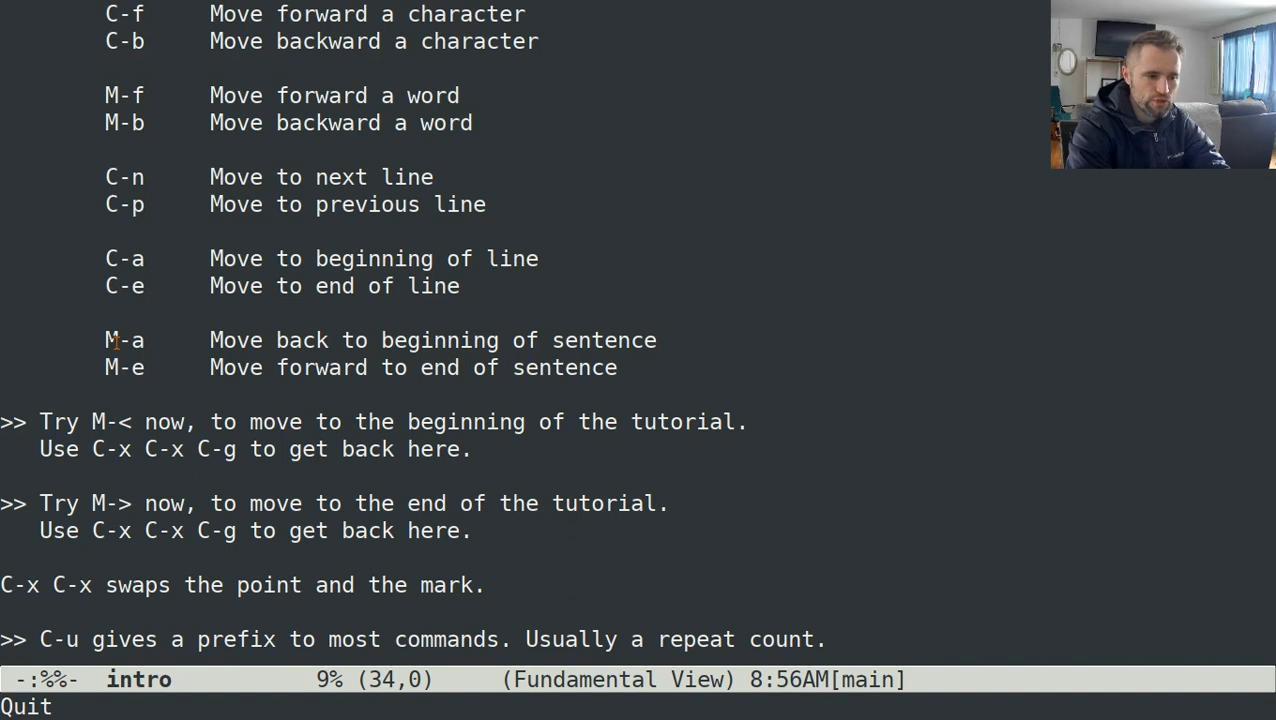 C-f Move forward a character
C-b Move backward a character
M-f Move forward a word
M-b Move backward a word
C-n Move to next line
C-p Move to previous line
C-a Move to beginning of line
C-e Move to end of line
M-a Move back to beginning of sentence
M-e Move forward to end of sentence
>> Try M-< now, to move to the beginning of the tutorial.
Use C-x C-x C-g to get back here.
>> Try M-> now, to move to the end of the tutorial.
Use C-x C-x C-g to get back here.
C-x C-x swaps the point and the mark.
>> C-u gives a prefix to most commands. Usually a repeat count.
-:%%- intro 9% (34,0) (Fundamental View) 8:56AM[main]
Quit